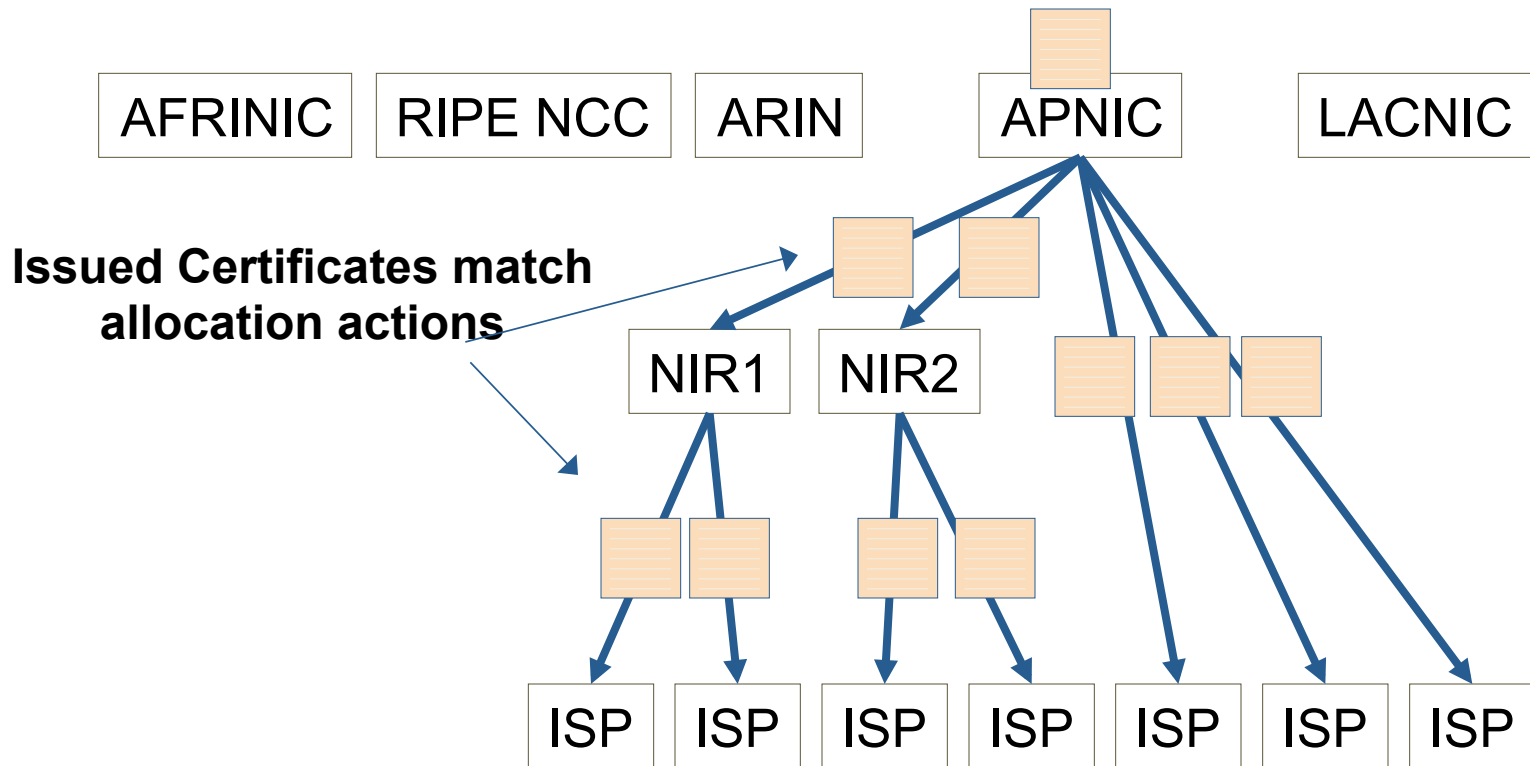 AFRINIC
RIPE NCC
ARIN
APNIC
LACNIC
Issued Certificates match
allocation actions
NIR1
NIR2
ISP
ISP
ISP
ISP
ISP
ISP
ISP